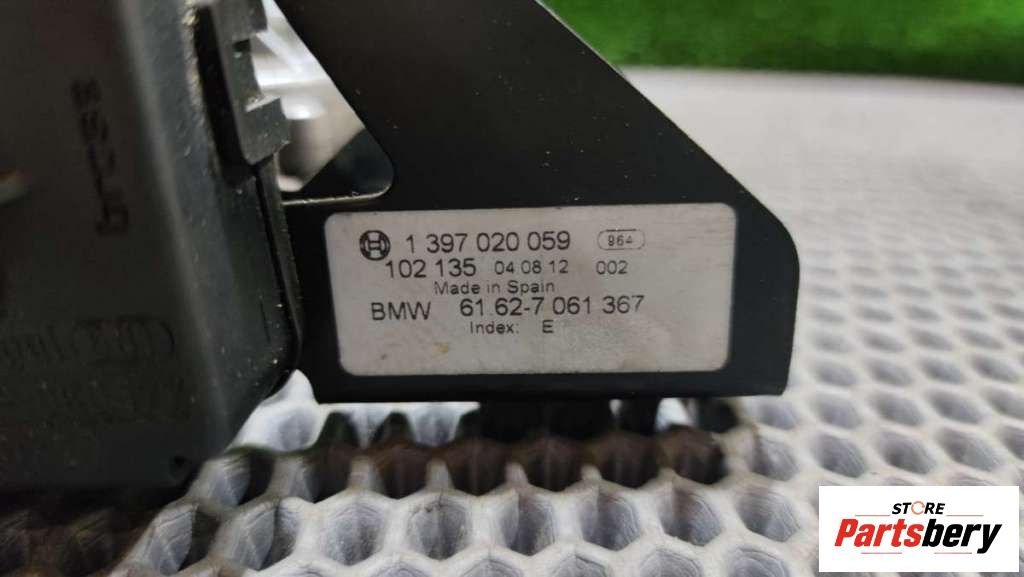 1 397 020 059 964
102 135 04 08 12 002
Made in Spain
BMW 61.62-7 061 367
Index: E
STORE
Partsbery